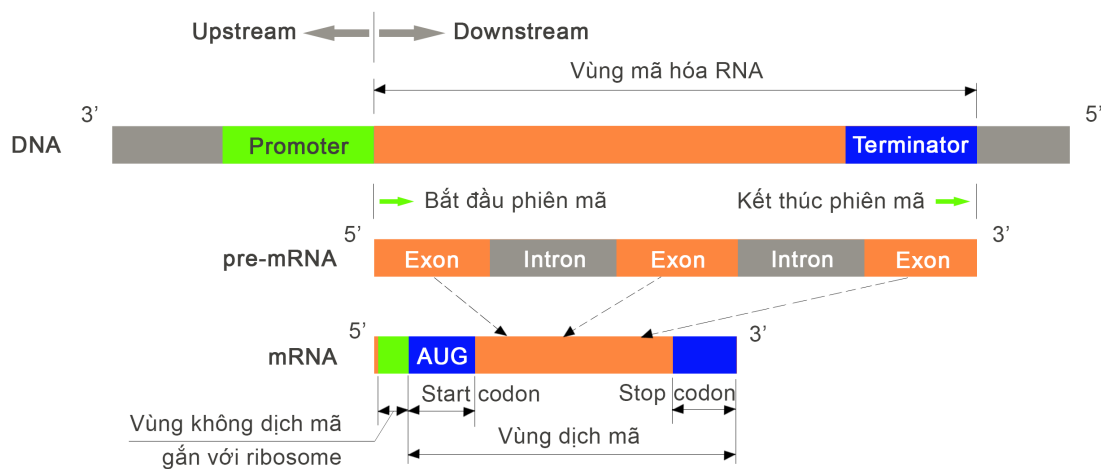 Upstream Downstream
Vùng mã hóa RNA
3’ 5’
DNA Promoter Terminator
Bắt đầu phiên mã Kết thúc phiên mã
5’ 3’
pre-mRNA Exon Intron Exon Intron Exon
5’ 3’
mRNA AUG
Start codon Stop codon
Vùng không dịch mã
gắn với ribosome
Vùng dịch mã